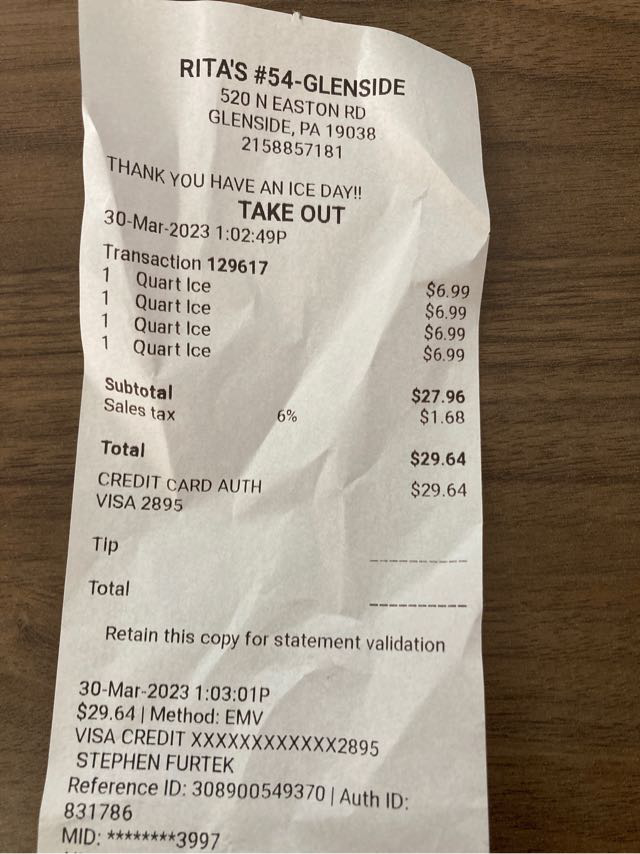 RITA'S #54-GLENSIDE
520 N EASTON RD
GLENSIDE, PA 19038
2158857181
THANK YOU HAVE AN ICE DAY!!
TAKE OUT
30-Mar-2023 1:02:49P
Transaction 129617
1 Quart Ice $6.99
1 Quart Ice $6.99
1 Quart Ice $6.99
1 Quart Ice $6.99
Subtotal $27.96
Sales tax 6% $1.68
Total $29.64
CREDIT CARD AUTH $29.64
VISA 2895
Tip __________
Total __________
Retain this copy for statement validation
30-Mar-2023 1:03:01P
$29.64 | Method: EMV
VISA CREDIT XXXXXXXXXXXX2895
STEPHEN FURTEK
Reference ID: 308900549370 | Auth ID:
831786
MID: ********3997